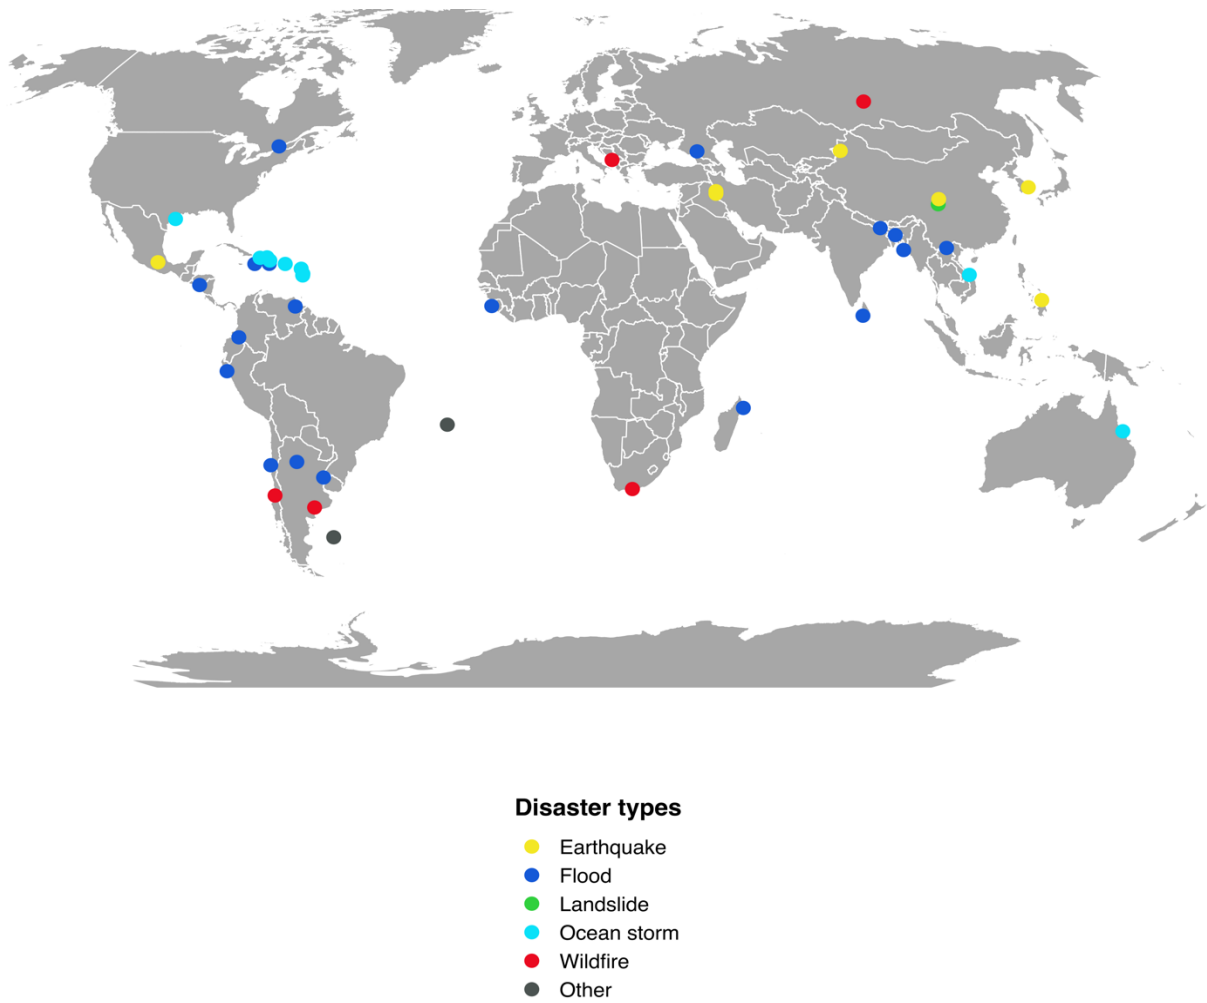 Disaster types
Earthquake
Flood
Landslide
Ocean storm
Wildfire
Other